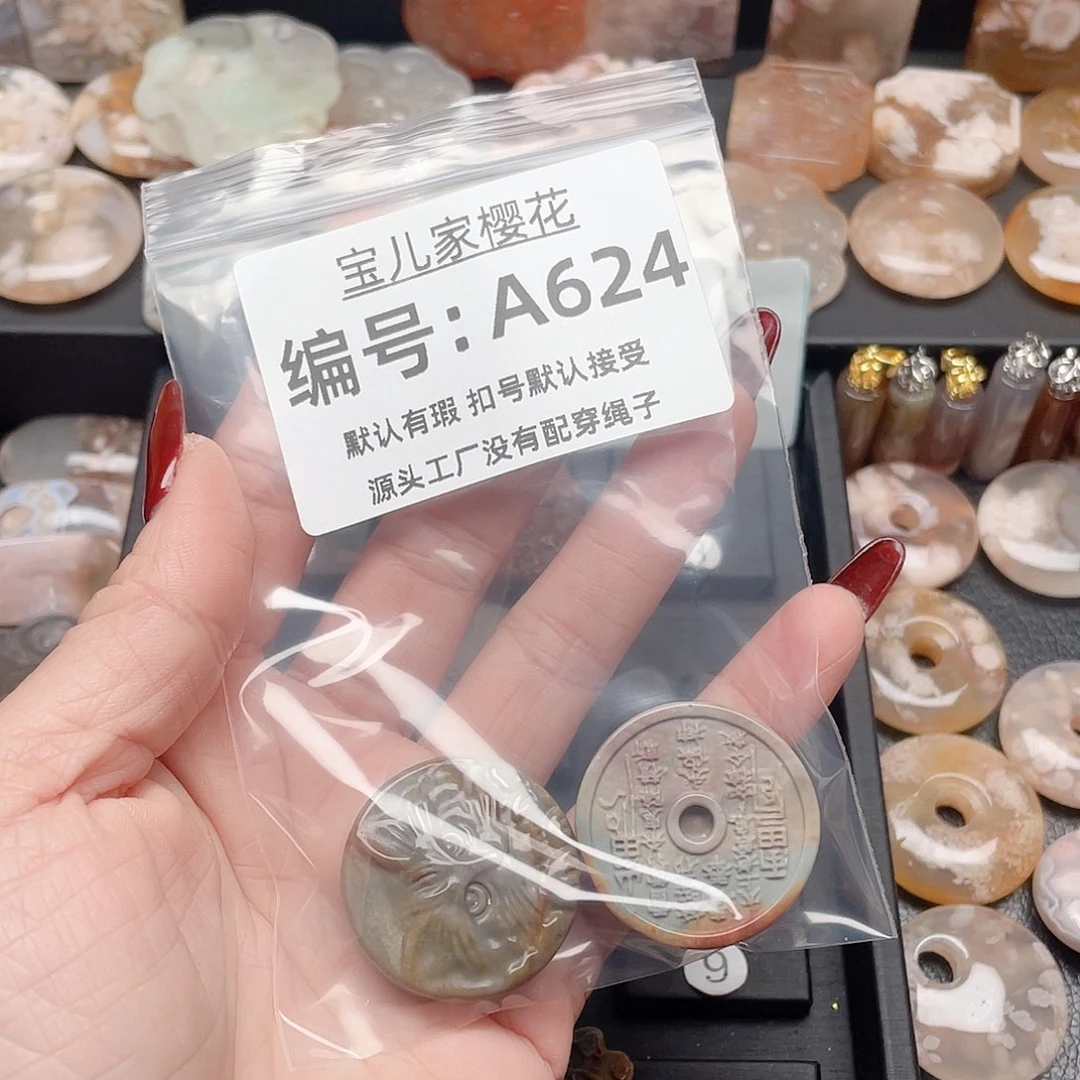 宝儿家樱花
编号：A624
默认有瑕 扣号默认接受
源头工厂没有配穿绳子
9